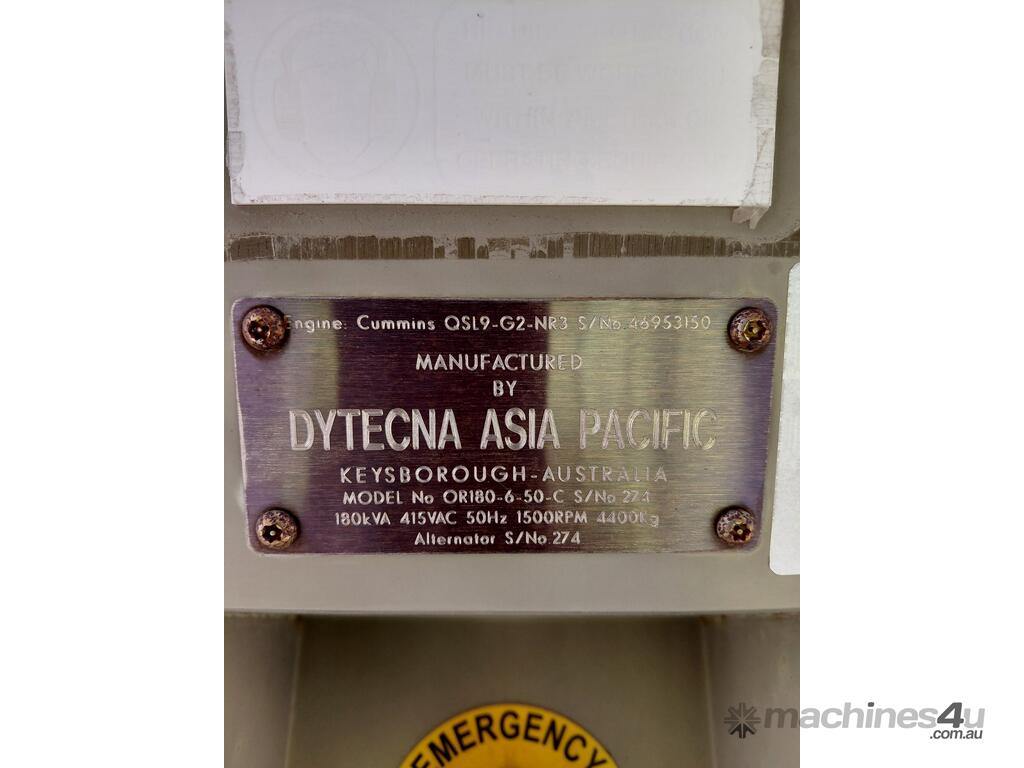 Engine: Cummins QSL9-G2-NR3 S/No.46953150
MANUFACTURED
BY
DYTECNA ASIA PACIFIC
KEYSBOROUGH-AUSTRALIA
MODEL No OR180-6-50-C S/No.274
180kVA 415VAC 50Hz 1500RPM 4400Kg
Alternator S/No.274
EMERGENCY
machines4u
.com.au